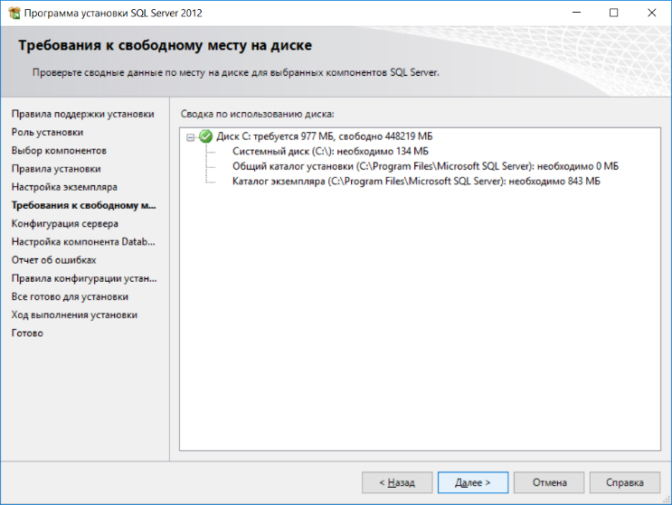 Программа установки SQL Server 2012
Требования к свободному месту на диске
Проверьте сводные данные по месту на диске для выбранных компонентов SQL Server.
Правила поддержки установки
Роль установки
Выбор компонентов
Правила установки
Настройка экземпляра
Требования к свободному м...
Конфигурация сервера
Настройка компонента Datab...
Отчет об ошибках
Правила конфигурации устан...
Все готово для установки
Ход выполнения установки
Готово
Сводка по использованию диска:
Диск C: требуется 977 МБ, свободно 448219 МБ
Системный диск (C:\): необходимо 134 МБ
Общий каталог установки (C:\Program Files\Microsoft SQL Server): необходимо 0 МБ
Каталог экземпляра (C:\Program Files\Microsoft SQL Server): необходимо 843 МБ
< Назад
Далее >
Отмена
Справка